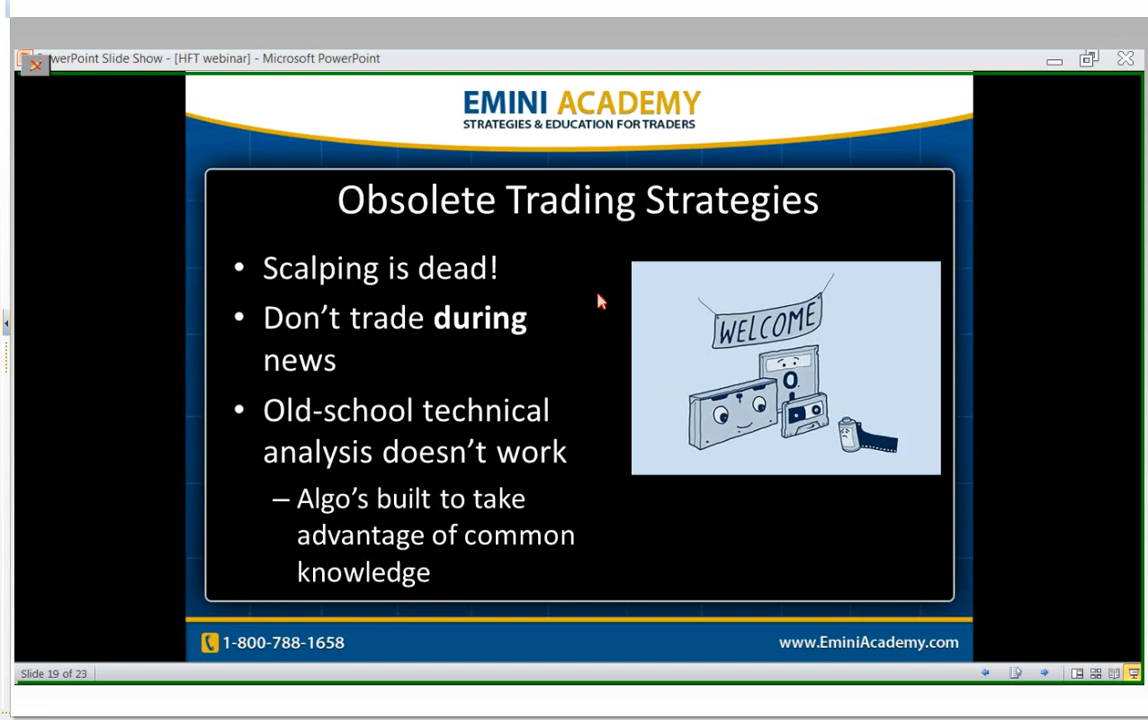 werPoint Slide Show - [HFT webinar] - Microsoft PowerPoint
EMINI ACADEMY
STRATEGIES & EDUCATION FOR TRADERS
Obsolete Trading Strategies
• Scalping is dead!
• Don't trade during
news
• Old-school technical
analysis doesn't work
– Algo's built to take
advantage of common
knowledge
WELCOME
1-800-788-1658
www.EminiAcademy.com
Slide 19 of 23